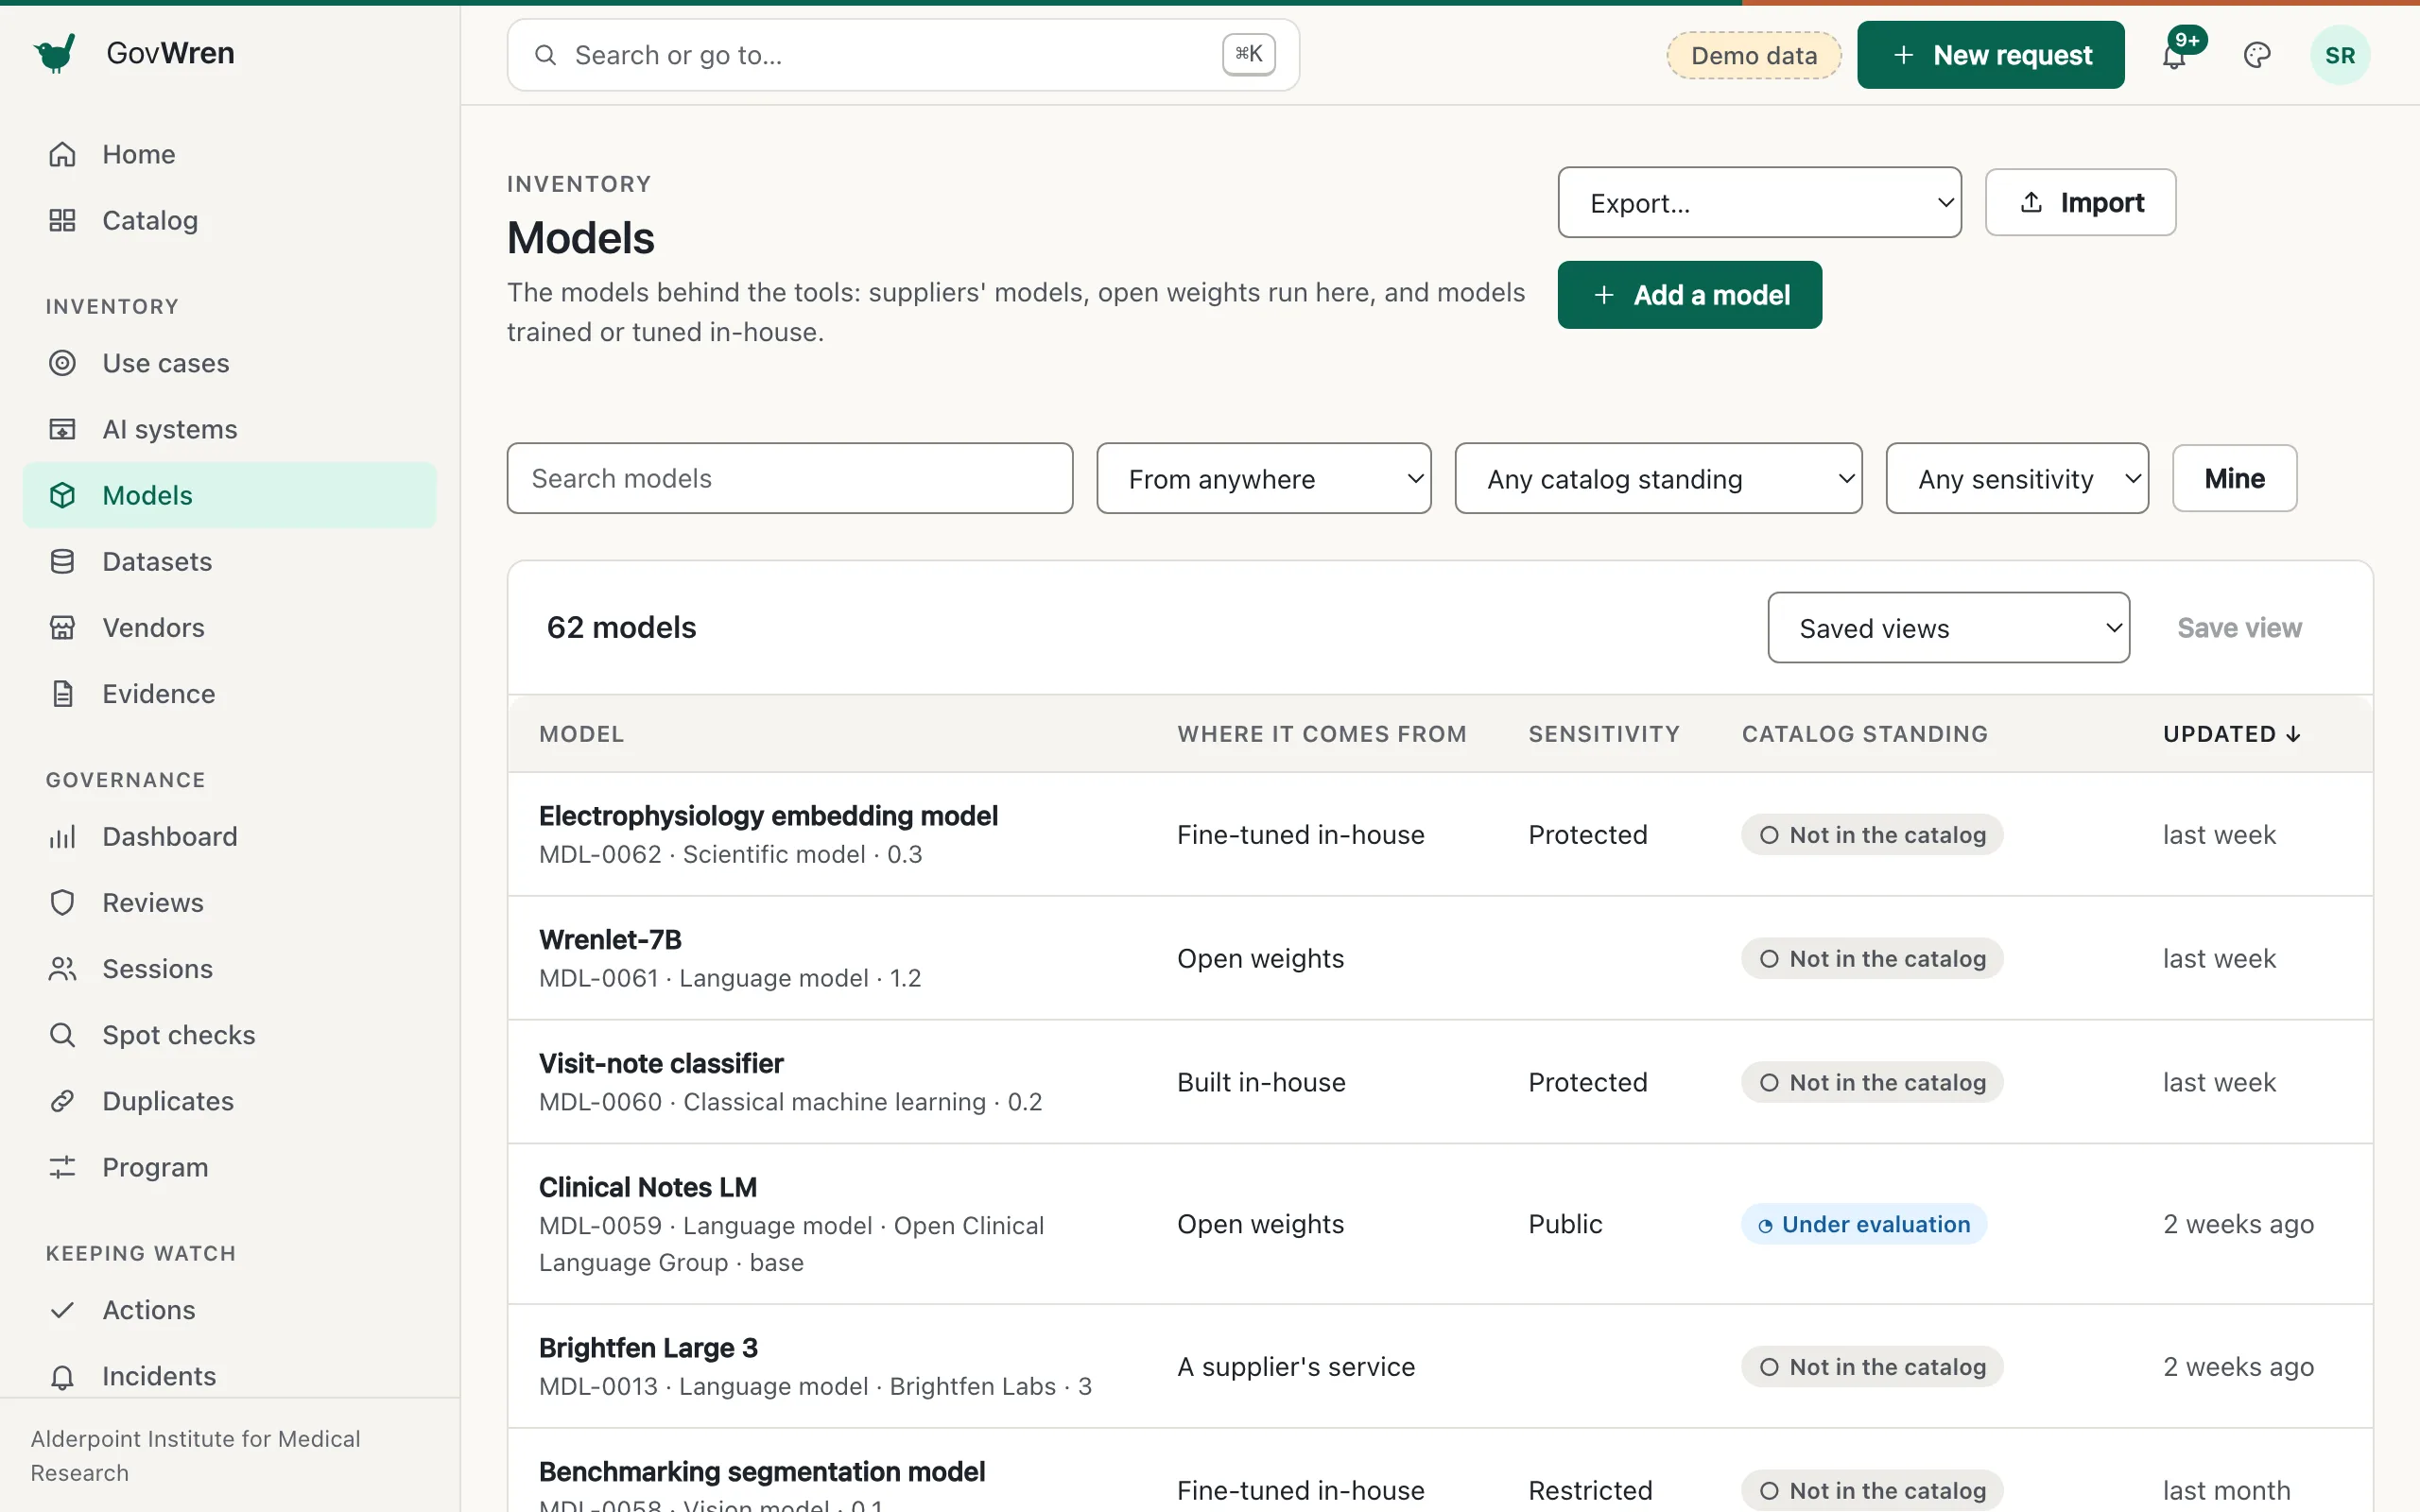 GovWren
Search or go to...
⌘K
Demo data
+ New request
9+
SR
Home
Catalog
INVENTORY
Use cases
AI systems
Models
Datasets
Vendors
Evidence
GOVERNANCE
Dashboard
Reviews
Sessions
Spot checks
Duplicates
Program
KEEPING WATCH
Actions
Incidents
Alderpoint Institute for Medical
Research
INVENTORY
Models
The models behind the tools: suppliers' models, open weights run here, and models
trained or tuned in-house.
Export...
Import
+ Add a model
Search models
From anywhere
Any catalog standing
Any sensitivity
Mine
62 models
Saved views
Save view
MODEL WHERE IT COMES FROM SENSITIVITY CATALOG STANDING UPDATED ↓
Electrophysiology embedding model
MDL-0062 · Scientific model · 0.3
Fine-tuned in-house Protected Not in the catalog last week
Wrenlet-7B
MDL-0061 · Language model · 1.2
Open weights Not in the catalog last week
Visit-note classifier
MDL-0060 · Classical machine learning · 0.2
Built in-house Protected Not in the catalog last week
Clinical Notes LM
MDL-0059 · Language model · Open Clinical
Language Group · base
Open weights Public Under evaluation 2 weeks ago
Brightfen Large 3
MDL-0013 · Language model · Brightfen Labs · 3
A supplier's service Not in the catalog 2 weeks ago
Benchmarking segmentation model
MDL-0058 · Vision model · 0.1
Fine-tuned in-house Restricted Not in the catalog last month